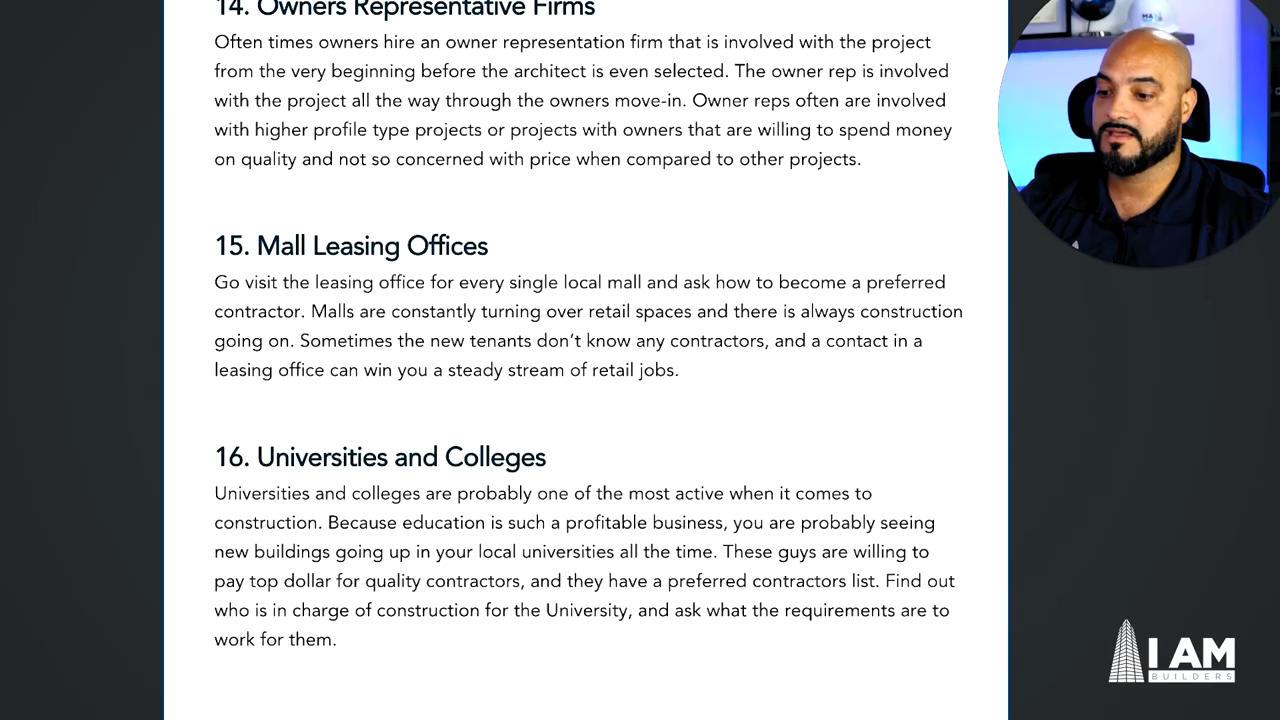 14. Owners Representative Firms
Often times owners hire an owner representation firm that is involved with the project
from the very beginning before the architect is even selected. The owner rep is involved
with the project all the way through the owners move-in. Owner reps often are involved
with higher profile type projects or projects with owners that are willing to spend money
on quality and not so concerned with price when compared to other projects.
15. Mall Leasing Offices
Go visit the leasing office for every single local mall and ask how to become a preferred
contractor. Malls are constantly turning over retail spaces and there is always construction
going on. Sometimes the new tenants don’t know any contractors, and a contact in a
leasing office can win you a steady stream of retail jobs.
16. Universities and Colleges
Universities and colleges are probably one of the most active when it comes to
construction. Because education is such a profitable business, you are probably seeing
new buildings going up in your local universities all the time. These guys are willing to
pay top dollar for quality contractors, and they have a preferred contractors list. Find out
who is in charge of construction for the University, and ask what the requirements are to
work for them.
I AM
BUILDERS